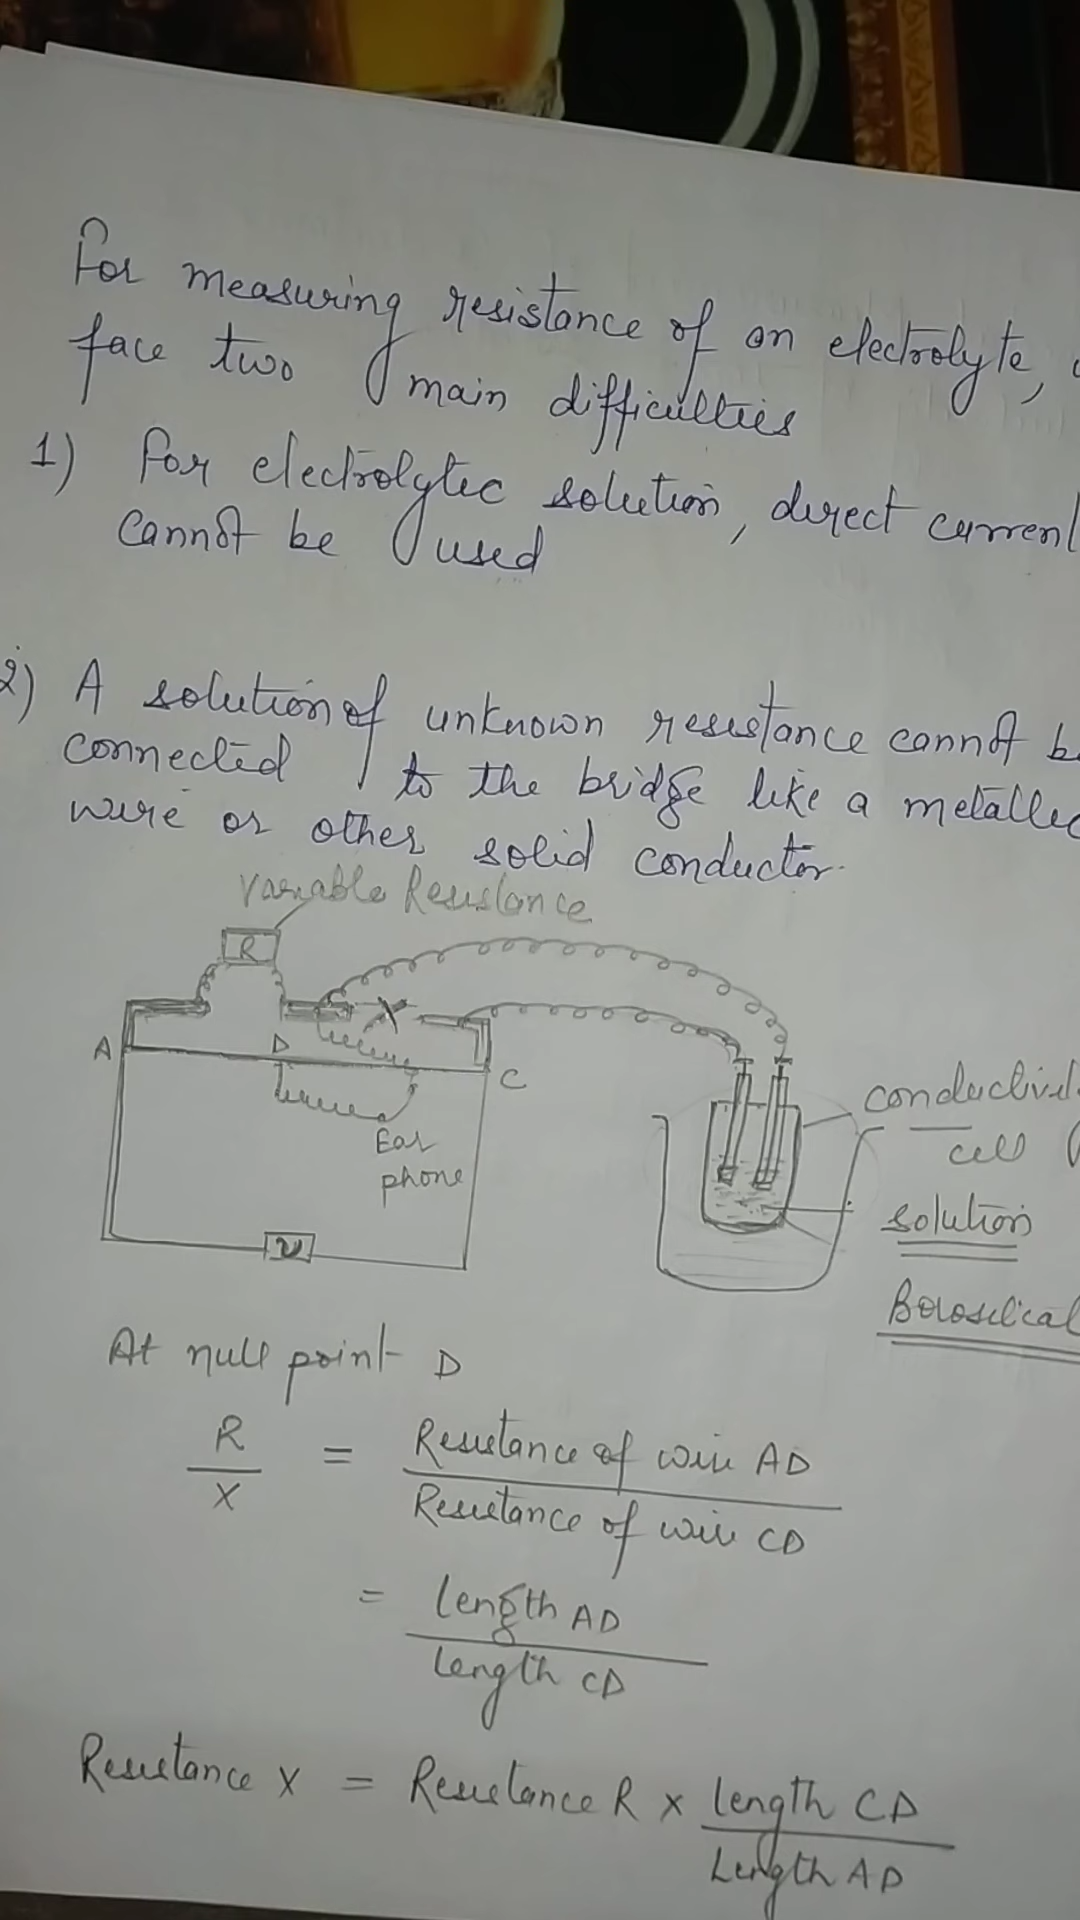 For measuring resistance of an electrolyte,
face two main difficulties
1) For electrolytic solution, direct current
cannot be used
2) A solution of unknown resistance cannot be
connected to the bridge like a metallic
wire or other solid conductor.
Variable Resistance
R
X
A
D
C
Ear
phone
conductivity
cell
solution
Borosilicat
At null point D
R / X = Resistance of wire AD / Resistance of wire CD
= length AD / Length CD
Resistance X = Resistance R x length CD / Length AD